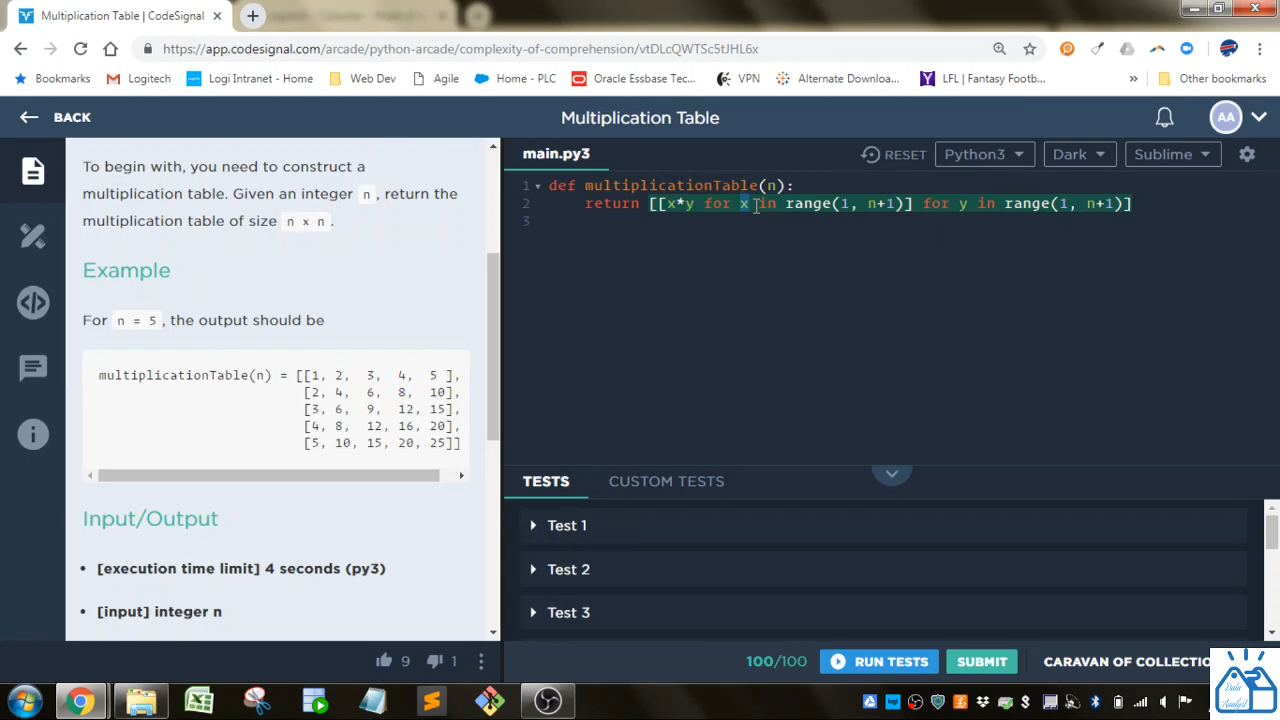 Multiplication Table | CodeSignal
https://app.codesignal.com/arcade/python-arcade/complexity-of-comprehension/vtDLcQWTSc5tJHL6x
Bookmarks Logitech Logi Intranet - Home Web Dev Agile Home - PLC Oracle Essbase Tec... VPN Alternate Downloa... LFL | Fantasy Footb... » Other bookmarks
BACK Multiplication Table AA
To begin with, you need to construct a
multiplication table. Given an integer n , return the
multiplication table of size n x n .
Example
For n = 5 , the output should be
multiplicationTable(n) = [[1, 2, 3, 4, 5 ],
[2, 4, 6, 8, 10],
[3, 6, 9, 12, 15],
[4, 8, 12, 16, 20],
[5, 10, 15, 20, 25]]
Input/Output
• [execution time limit] 4 seconds (py3)
• [input] integer n
9 1
main.py3 RESET Python3 Dark Sublime
1 def multiplicationTable(n):
2 return [[x*y for x in range(1, n+1)] for y in range(1, n+1)]
3
TESTS CUSTOM TESTS
Test 1
Test 2
Test 3
100/100 RUN TESTS SUBMIT CARAVAN OF COLLECTIO
Data
Analyst